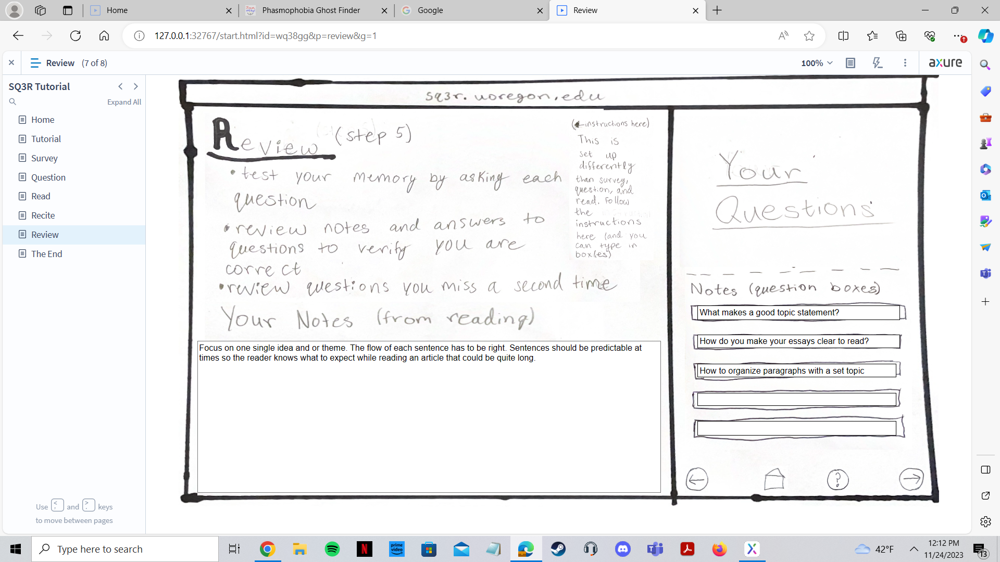 Home
Phasmophobia Ghost Finder
Google
Review
127.0.0.1:32767/start.html?id=wq38gg&p=review&g=1
Review (7 of 8)
100%
axure
SQ3R Tutorial
Expand All
Home
Tutorial
Survey
Question
Read
Recite
Review
The End
Use < , and > . keys
to move between pages
sq3r.uoregon.edu
Review (step 5)
• test your memory by asking each
question
• review notes and answers to
questions to verify you are
correct
• review questions you miss a second time
Your Notes (from reading)
(←instructions here)
This is
set up
differently
than survey,
question, and
read. Follow
the
instructions
here (and you
can type in
box(es)
Focus on one single idea and or theme. The flow of each sentence has to be right. Sentences should be predictable at
times so the reader knows what to expect while reading an article that could be quite long.
Your
Questions
Notes (question boxes)
What makes a good topic statement?
How do you make your essays clear to read?
How to organize paragraphs with a set topic
?
Type here to search
prime video
42°F
12:12 PM
11/24/2023
13